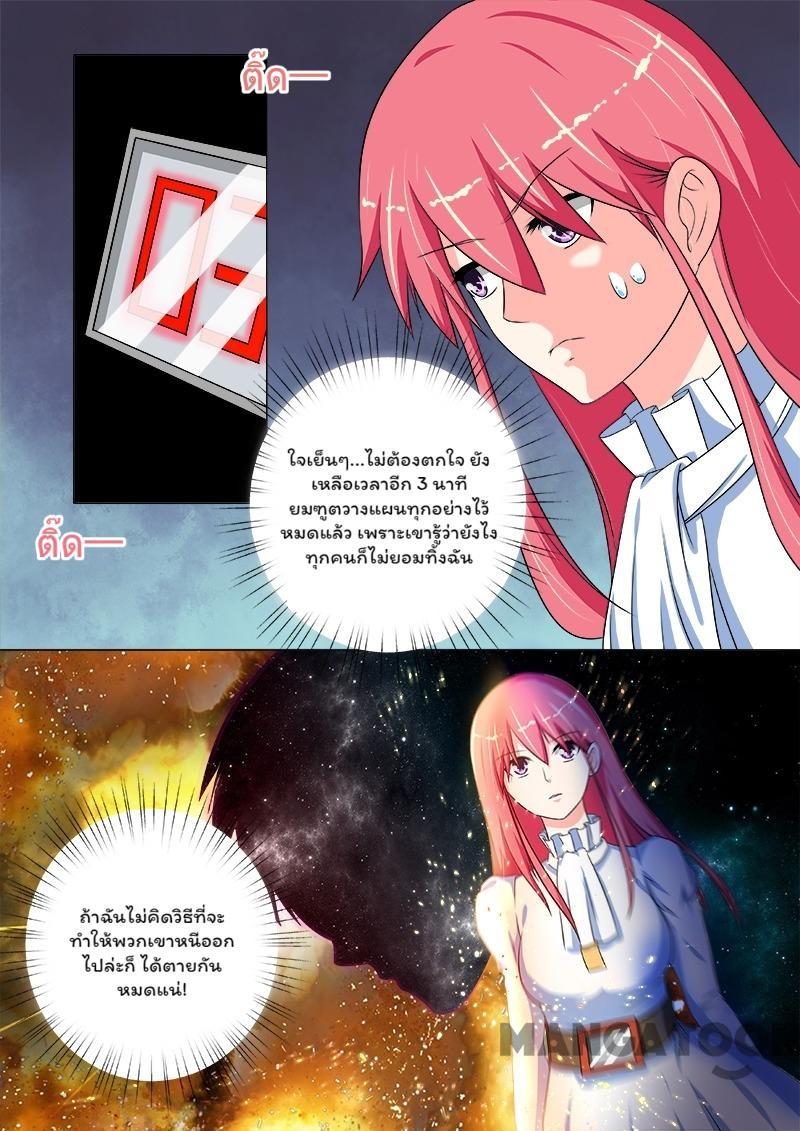 ติ๊ด—
03
ใจเย็นๆ...ไม่ต้องตกใจ ยัง
เหลือเวลาอีก 3 นาที
ยมฑูตวางแผนทุกอย่างไว้
หมดแล้ว เพราะเขารู้ว่ายังไง
ทุกคนก็ไม่ยอมทิ้งฉัน
ติ๊ด—
ถ้าฉันไม่คิดวิธีที่จะ
ทำให้พวกเขาหนีออก
ไปล่ะก็ ได้ตายกัน
หมดแน่!
MANGATOON